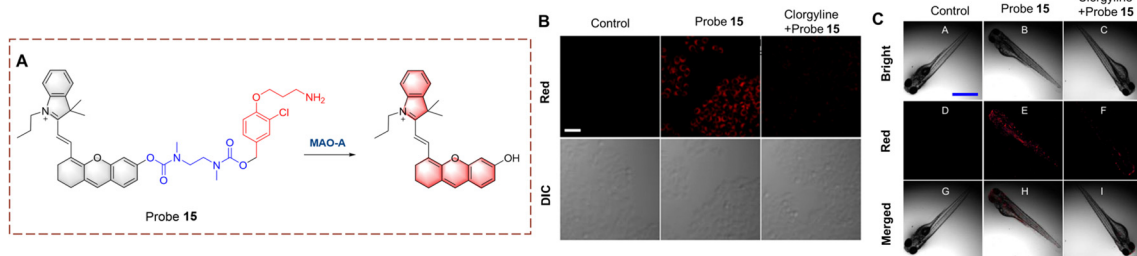 A
N
+
O
O
O
N
N
O
O
O
Cl
NH2
MAO-A
N
+
O
OH
Probe 15
B
Control
Probe 15
Clorgyline
+Probe 15
Red
DIC
C
Control
Probe 15
+Probe 15
Bright
A
B
C
Red
D
E
F
Merged
G
H
I